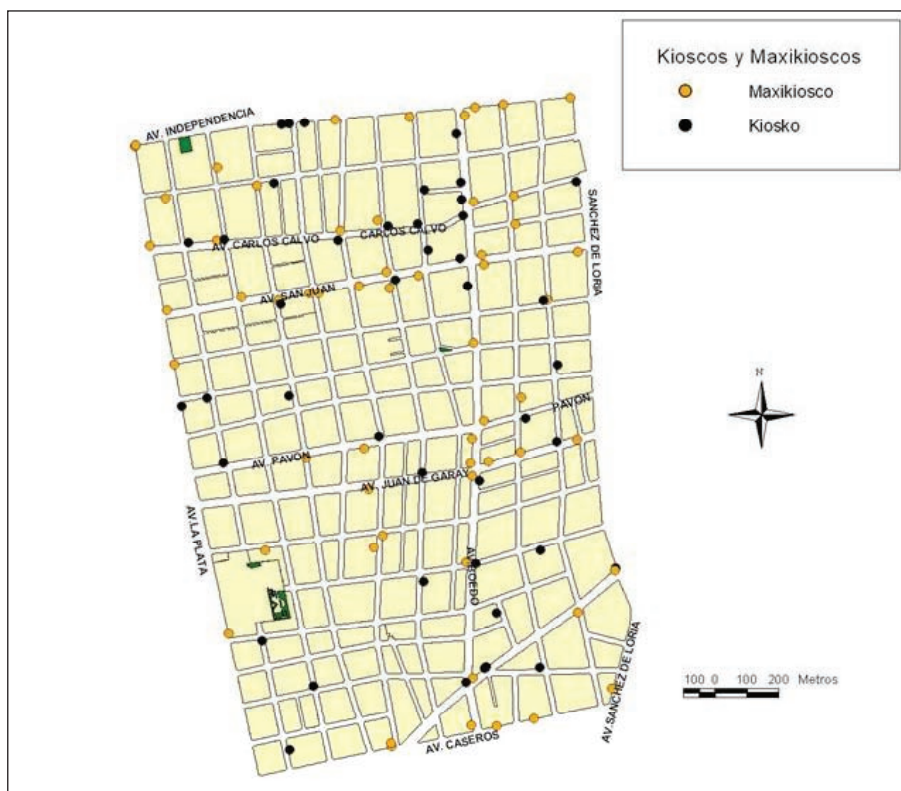 Kioscos y Maxikioscos
Maxikiosco
Kiosko
AV. INDEPENDENCIA
SANCHEZ DE LORIA
AV. CARLOS CALVO
CARLOS CALVO
AV. SAN JUAN
N
PAVON
AV. PAVON
AV. JUAN DE GARAY
AV.LA PLATA
AV.BOEDO
100 0 100 200 Metros
AV.SANCHEZ DE LORIA
AV. CASEROS